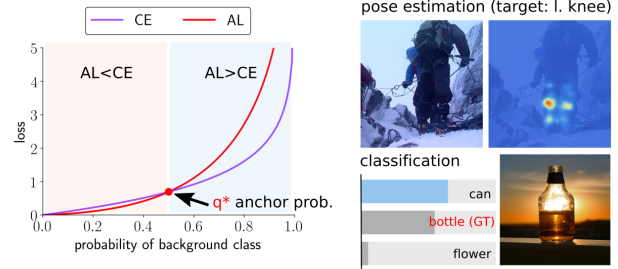 CE AL
5
4
3
2
1
0
0.0 0.2 0.4 0.6 0.8 1.0
loss
probability of background class
AL<CE
AL>CE
q* anchor prob.
pose estimation (target: l. knee)
classification
can
bottle (GT)
flower